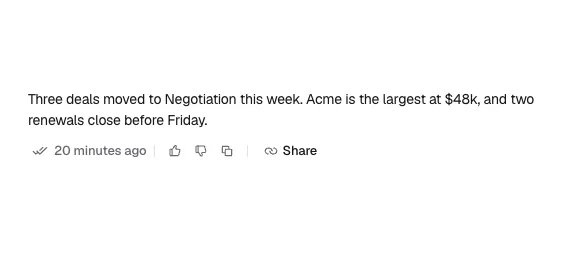 Three deals moved to Negotiation this week. Acme is the largest at $48k, and two
renewals close before Friday.
20 minutes ago Share